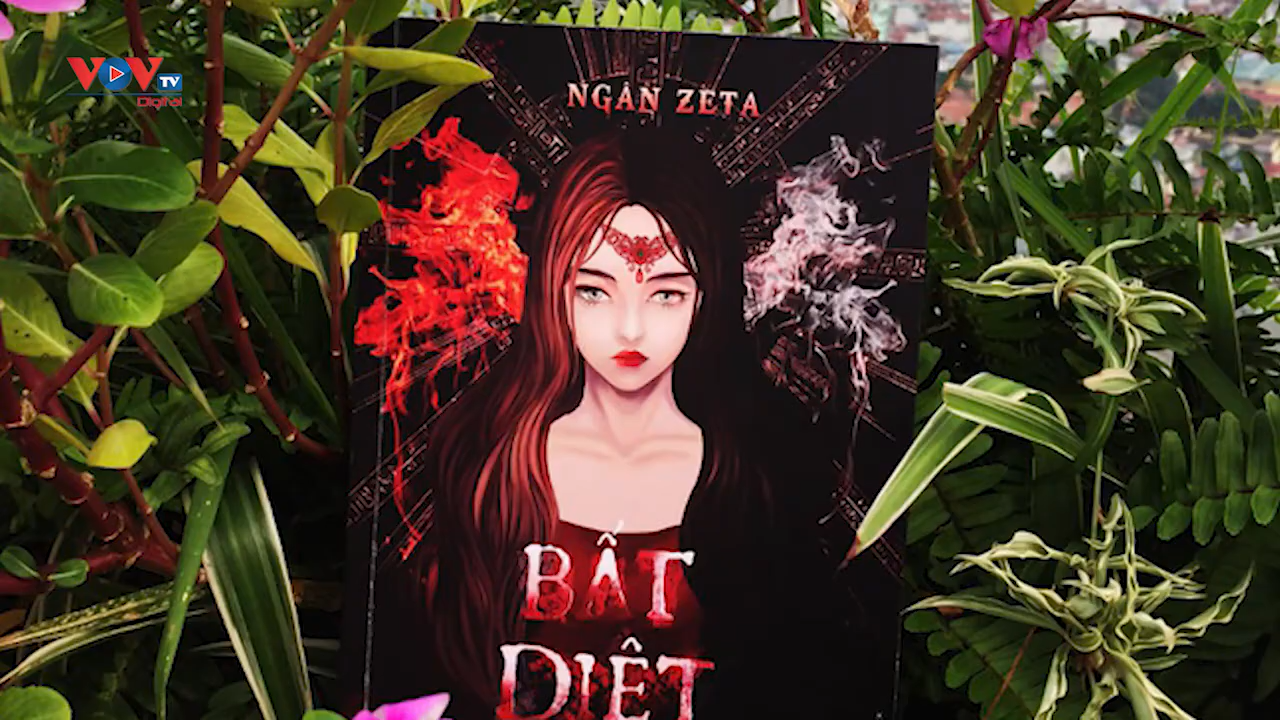 VOV TV
Digital
NGÂN ZETA
BẤT
DIỆT